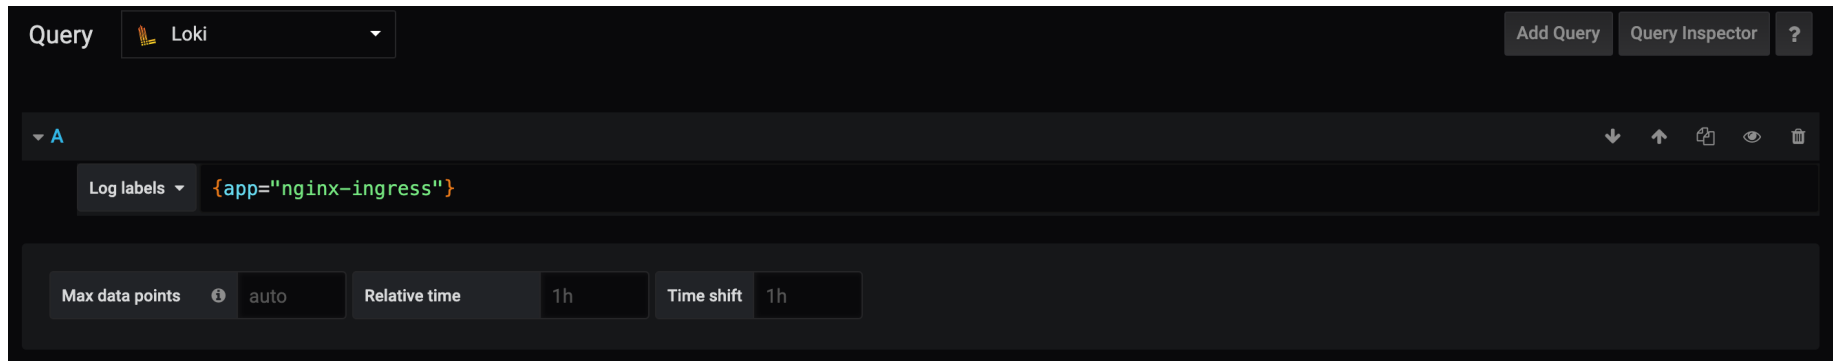 Query Loki Add Query Query Inspector ?
A
Log labels {app="nginx-ingress"}
Max data points auto Relative time 1h Time shift 1h